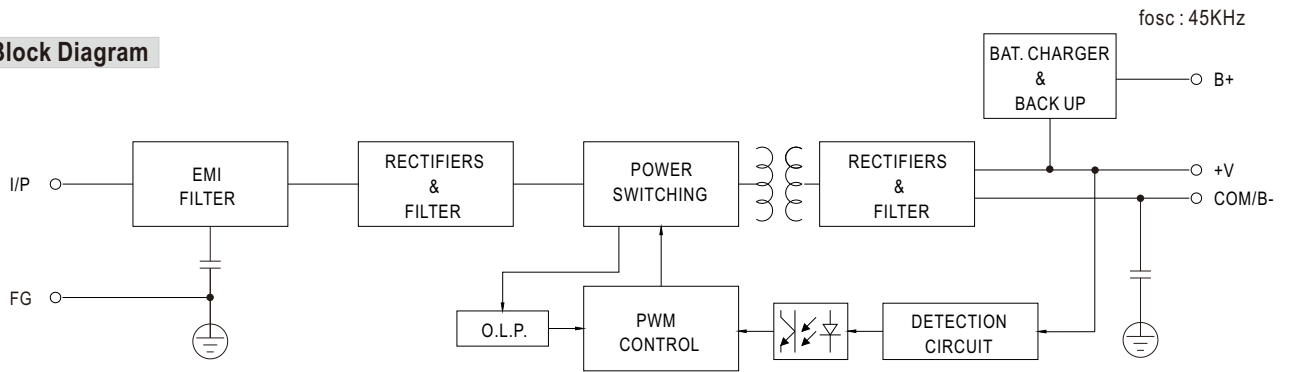 fosc : 45KHz
Block Diagram
BAT. CHARGER
&
BACK UP
B+
I/P
EMI
FILTER
RECTIFIERS
&
FILTER
POWER
SWITCHING
RECTIFIERS
&
FILTER
+V
COM/B-
FG
O.L.P.
PWM
CONTROL
DETECTION
CIRCUIT